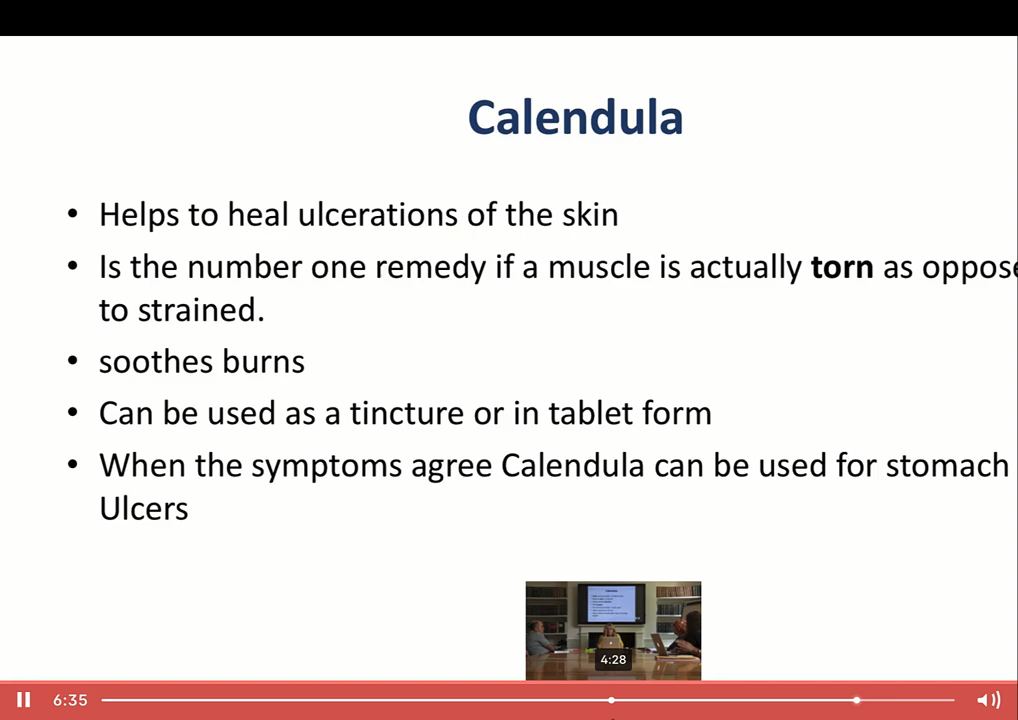 Calendula
• Helps to heal ulcerations of the skin
• Is the number one remedy if a muscle is actually torn as oppose
to strained.
• soothes burns
• Can be used as a tincture or in tablet form
• When the symptoms agree Calendula can be used for stomach
Ulcers
4:28
6:35